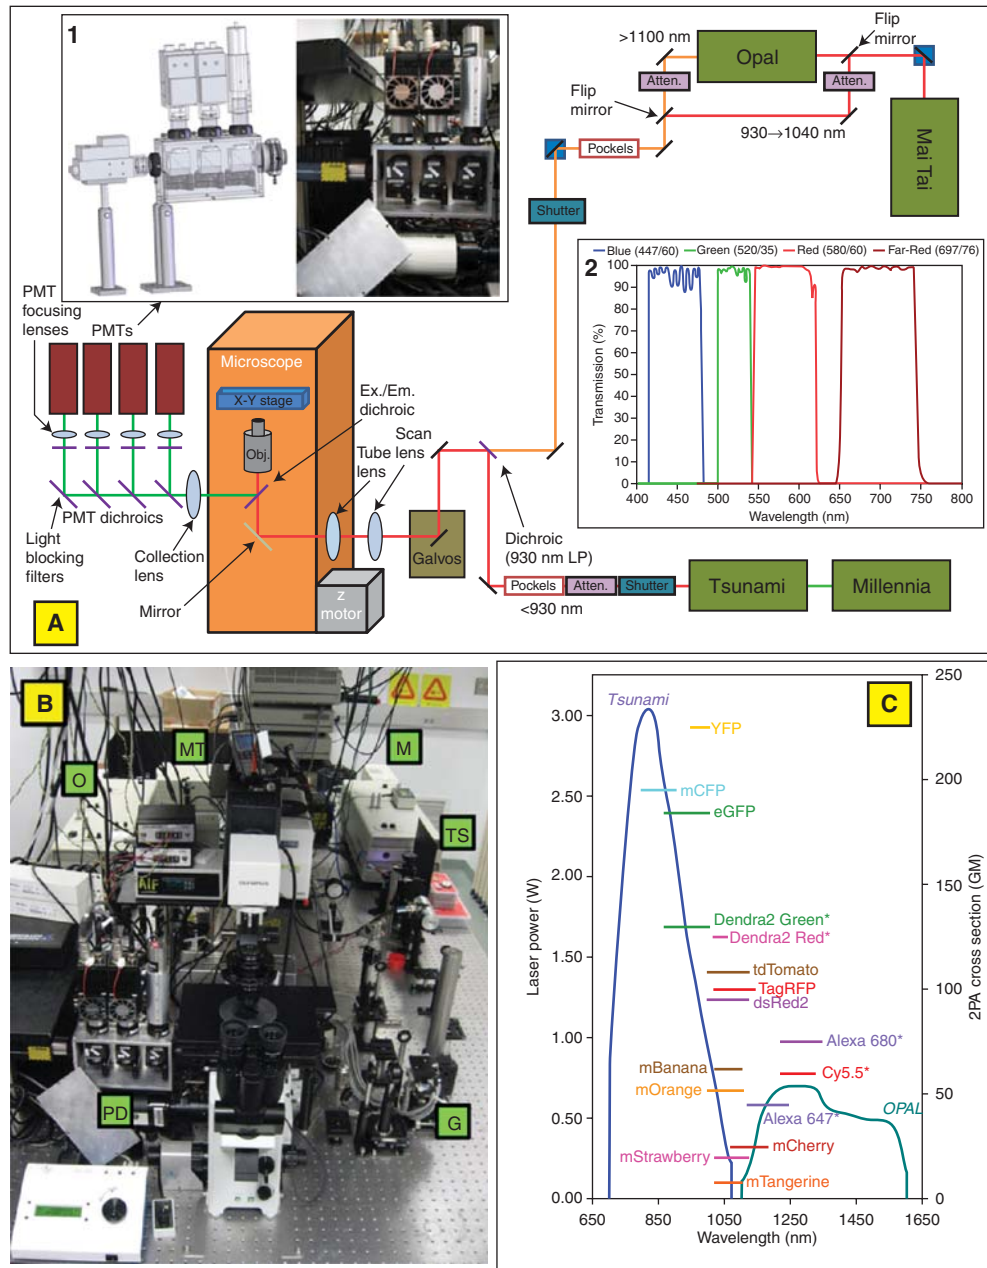 1
>1100 nm
Opal
Flip
mirror
Atten.
Atten.
Flip
mirror
930→1040 nm
Mai Tai
Pockels
Shutter
2
Blue (447/60)
Green (520/35)
Red (580/60)
Far-Red (697/76)
Transmission (%)
100
90
80
70
60
50
40
30
20
10
0
400
450
500
550
600
650
700
750
800
Wavelength (nm)
PMT
focusing
lenses
PMTs
Microscope
X-Y stage
Obj.
Ex./Em.
dichroic
Scan
lens
Tube
lens
PMT dichroics
Light
blocking
filters
Collection
lens
Mirror
Z
motor
Galvos
Dichroic
(930 nm LP)
Pockels
Atten.
Shutter
<930 nm
Tsunami
Millennia
A
B
MT
M
O
TS
PD
G
OLYMPUS
C
Tsunami
YFP
mCFP
eGFP
Dendra2 Green*
Dendra2 Red*
tdTomato
TagRFP
dsRed2
Alexa 680*
mBanana
Cy5.5*
mOrange
Alexa 647*
OPAL
mCherry
mStrawberry
mTangerine
Laser power (W)
3.00
2.50
2.00
1.50
1.00
0.50
0.00
2PA cross section (GM)
250
200
150
100
50
0
650
850
1050
1250
1450
1650
Wavelength (nm)